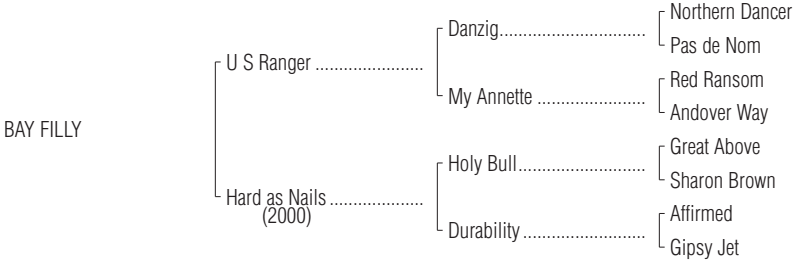 Northern Dancer
Danzig..............................
Pas de Nom
U S Ranger .......................
Red Ransom
My Annette .......................
Andover Way
BAY FILLY
Great Above
Holy Bull...........................
Sharon Brown
Hard as Nails ....................
(2000)
Affirmed
Durability ..........................
Gipsy Jet